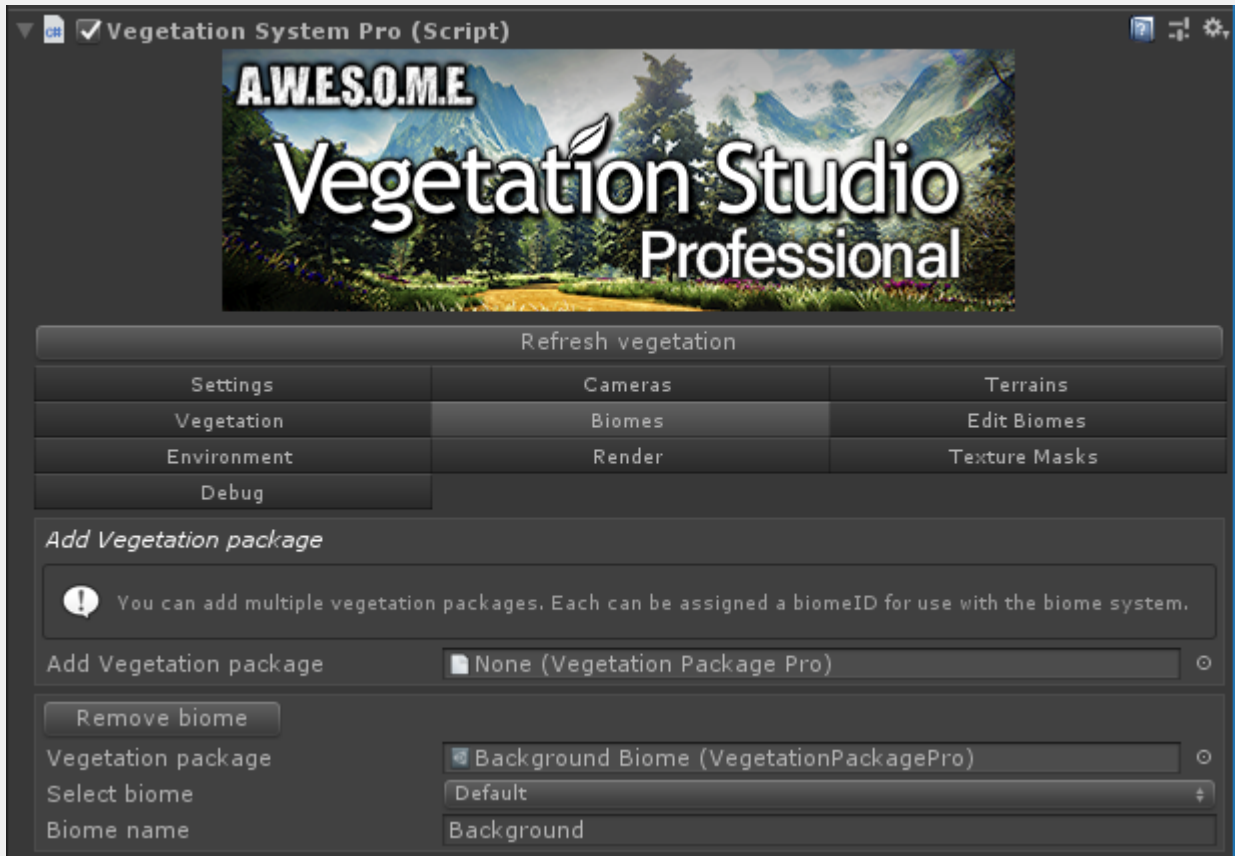 Vegetation System Pro (Script)
A.W.E.S.O.M.E.
Vegetation Studio
Professional
Refresh vegetation
Settings Cameras Terrains
Vegetation Biomes Edit Biomes
Environment Render Texture Masks
Debug
Add Vegetation package
You can add multiple vegetation packages. Each can be assigned a biomeID for use with the biome system.
Add Vegetation package None (Vegetation Package Pro)
Remove biome
Vegetation package Background Biome (VegetationPackagePro)
Select biome Default
Biome name Background